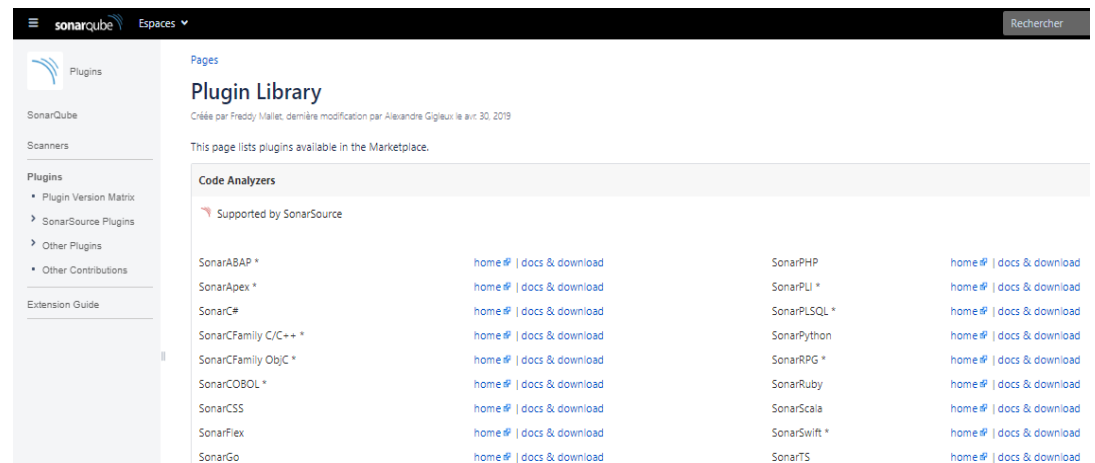 sonarqube Espaces Rechercher
Plugins
SonarQube
Scanners
Plugins
Plugin Version Matrix
SonarSource Plugins
Other Plugins
Other Contributions
Extension Guide
Pages
Plugin Library
Créée par Freddy Mallet, dernière modification par Alexandre Gigleux le avr. 30, 2019
This page lists plugins available in the Marketplace.
Code Analyzers
Supported by SonarSource
SonarABAP * home | docs & download SonarPHP home | docs & download
SonarApex * home | docs & download SonarPLI * home | docs & download
SonarC# home | docs & download SonarPLSQL * home | docs & download
SonarCFamily C/C++ * home | docs & download SonarPython home | docs & download
SonarCFamily ObjC * home | docs & download SonarRPG * home | docs & download
SonarCOBOL * home | docs & download SonarRuby home | docs & download
SonarCSS home | docs & download SonarScala home | docs & download
SonarFlex home | docs & download SonarSwift * home | docs & download
SonarGo home | docs & download SonarTS home | docs & download